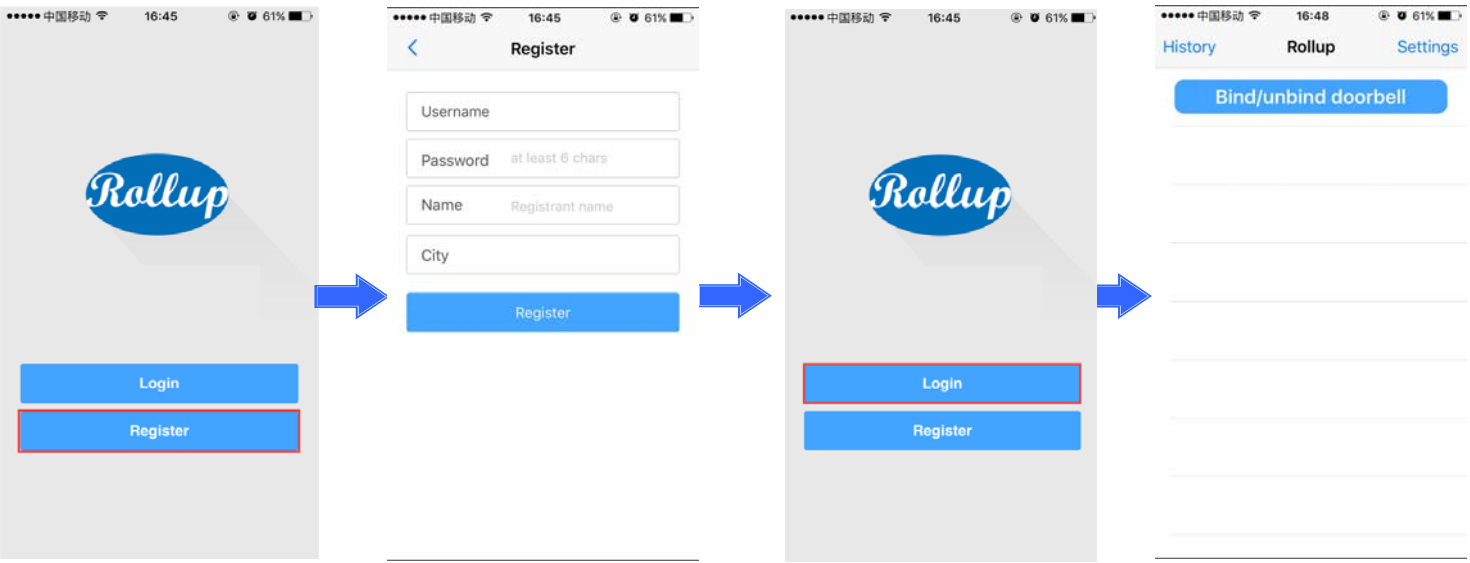 中国移动 16:45 61%
Rollup
Login
Register
中国移动 16:45 61%
Register
Username
Password at least 6 chars
Name Registrant name
City
Register
中国移动 16:45 61%
Rollup
Login
Register
中国移动 16:48 61%
History Rollup Settings
Bind/unbind doorbell